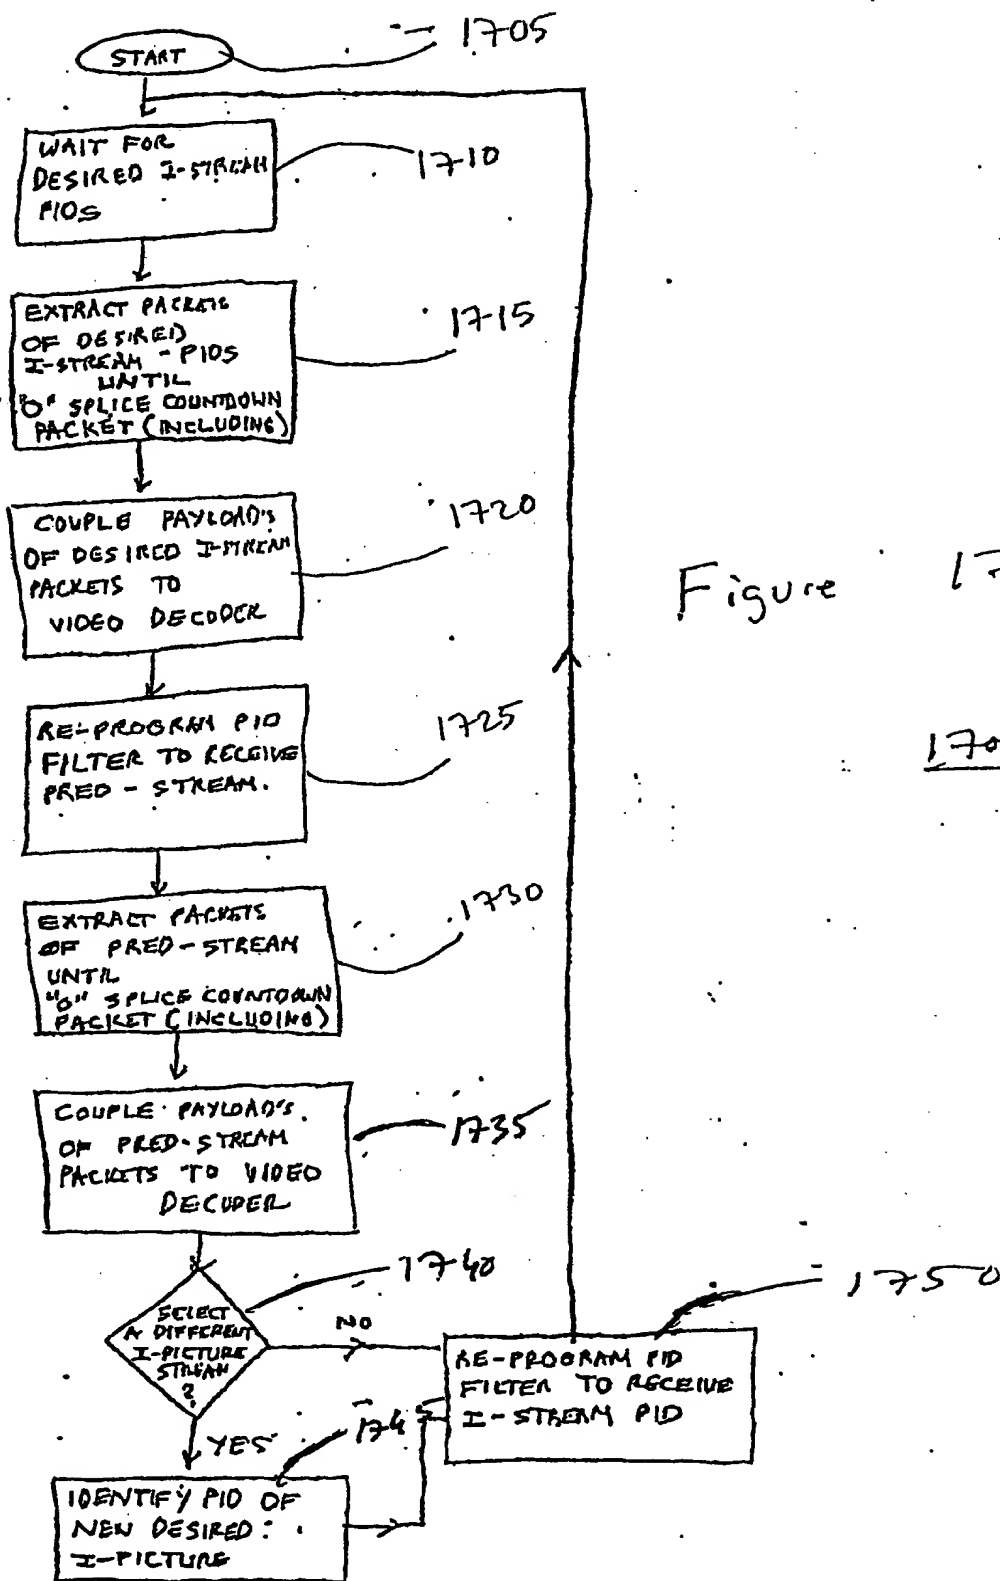 START
1705
WAIT FOR
DESIRED I-STREAM
PIDS
1710
EXTRACT PACKETS
OF DESIRED
I-STREAM - PIDS
UNTIL
"0" SPLICE COUNTDOWN
PACKET (INCLUDING)
1715
COUPLE PAYLOAD'S
OF DESIRED I-STREAM
PACKETS TO
VIDEO DECODER
1720
Figure 17
170
RE-PROGRAM PID
FILTER TO RECEIVE
PRED - STREAM.
1725
EXTRACT PACKETS
OF PRED-STREAM
UNTIL
"0" SPLICE COUNTDOWN
PACKET (INCLUDING)
1730
COUPLE PAYLOAD'S
OF PRED-STREAM
PACKETS TO VIDEO
DECODER
1735
SELECT
A DIFFERENT
I-PICTURE
STREAM
?
1740
NO
YES
RE-PROGRAM PID
FILTER TO RECEIVE
I-STREAM PID
1750
174
IDENTIFY PID OF
NEW DESIRED
I-PICTURE